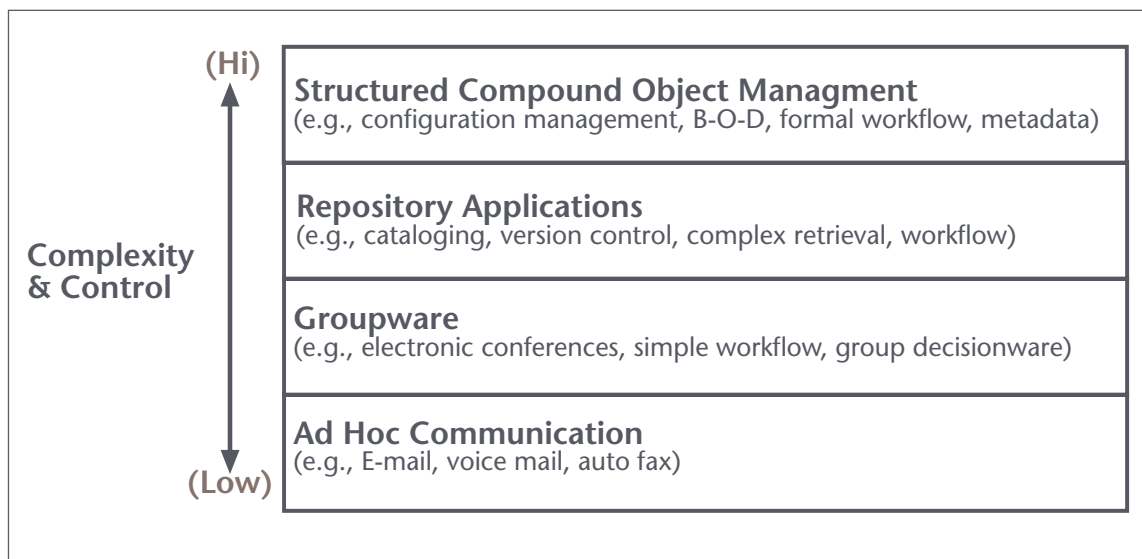 (Hi)
Structured Compound Object Managment
(e.g., configuration management, B-O-D, formal workflow, metadata)
Repository Applications
(e.g., cataloging, version control, complex retrieval, workflow)
Complexity
& Control
Groupware
(e.g., electronic conferences, simple workflow, group decisionware)
Ad Hoc Communication
(e.g., E-mail, voice mail, auto fax)
(Low)